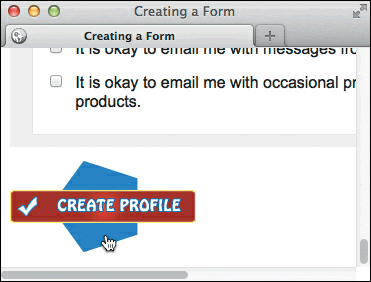 Creating a Form
Creating a Form
It is okay to email me with messages fro
It is okay to email me with occasional pr
products.
CREATE PROFILE